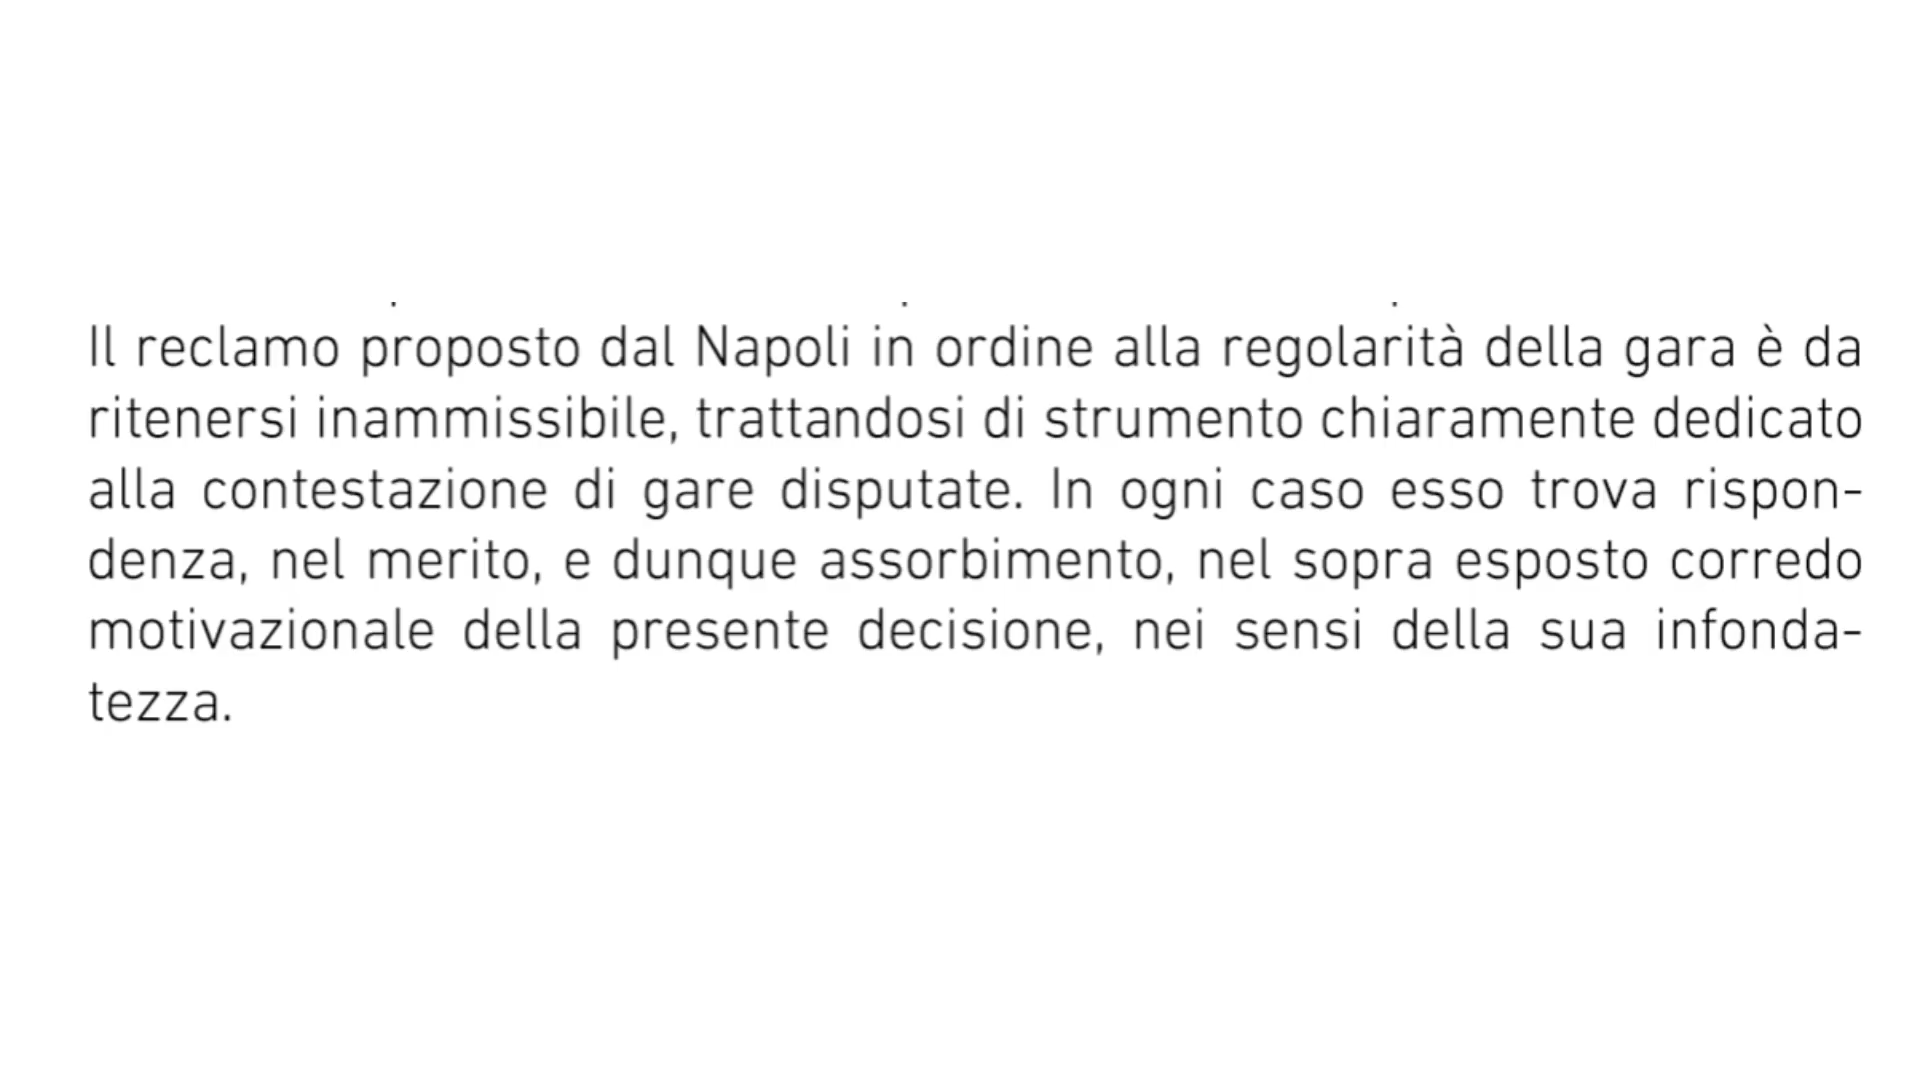 Il reclamo proposto dal Napoli in ordine alla regolarità della gara è da
ritenersi inammissibile, trattandosi di strumento chiaramente dedicato
alla contestazione di gare disputate. In ogni caso esso trova rispon-
denza, nel merito, e dunque assorbimento, nel sopra esposto corredo
motivazionale della presente decisione, nei sensi della sua infonda-
tezza.